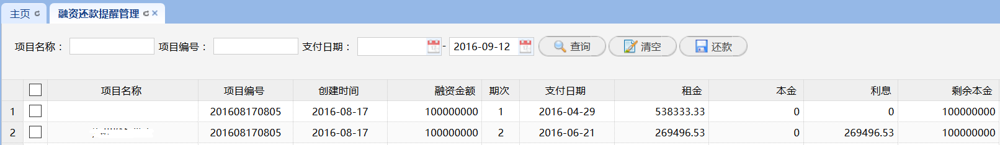 主页 融资还款提醒管理
项目名称： 项目编号： 支付日期： - 2016-09-12 查询 清空 还款
项目名称 项目编号 创建时间 融资金额 期次 支付日期 租金 本金 利息 剩余本金
1 201608170805 2016-08-17 100000000 1 2016-04-29 538333.33 0 0 100000000
2 201608170805 2016-08-17 100000000 2 2016-06-21 269496.53 0 269496.53 100000000